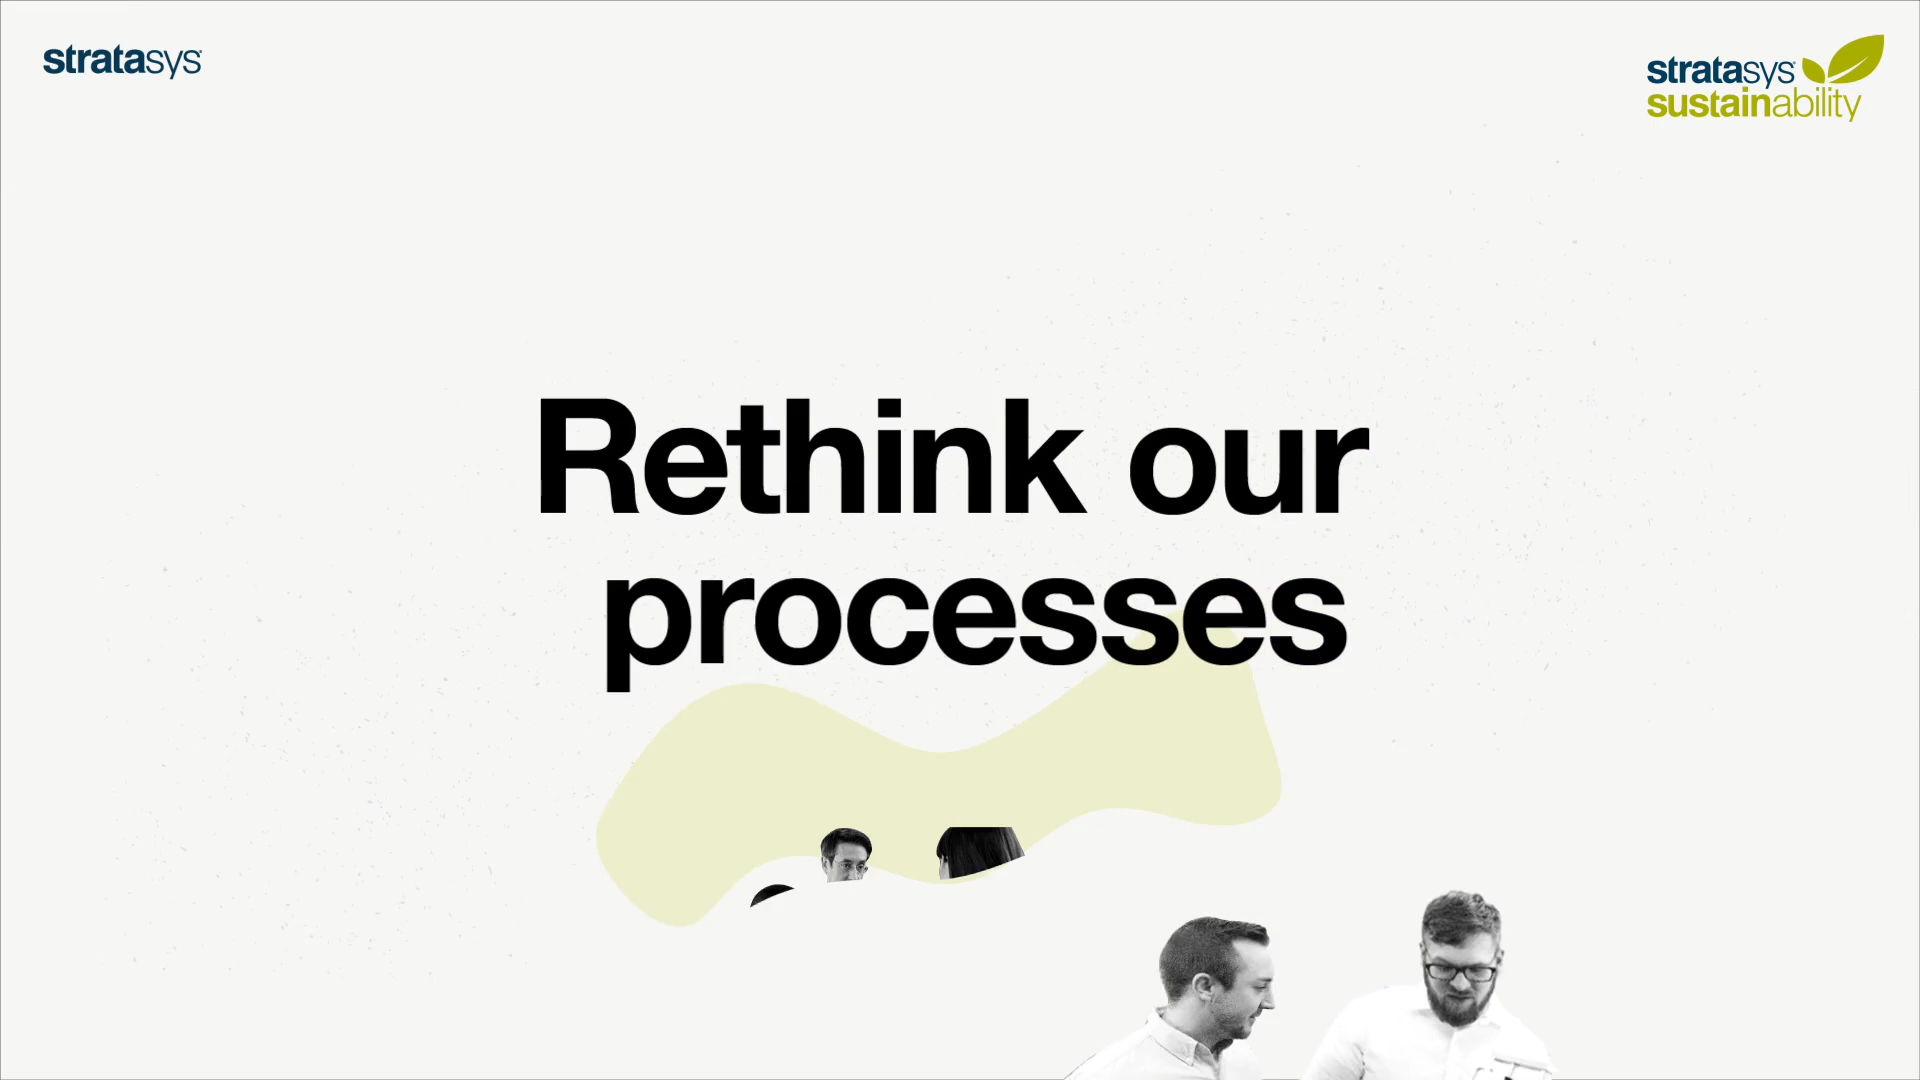 stratasys
stratasys
sustainability
Rethink our
processes